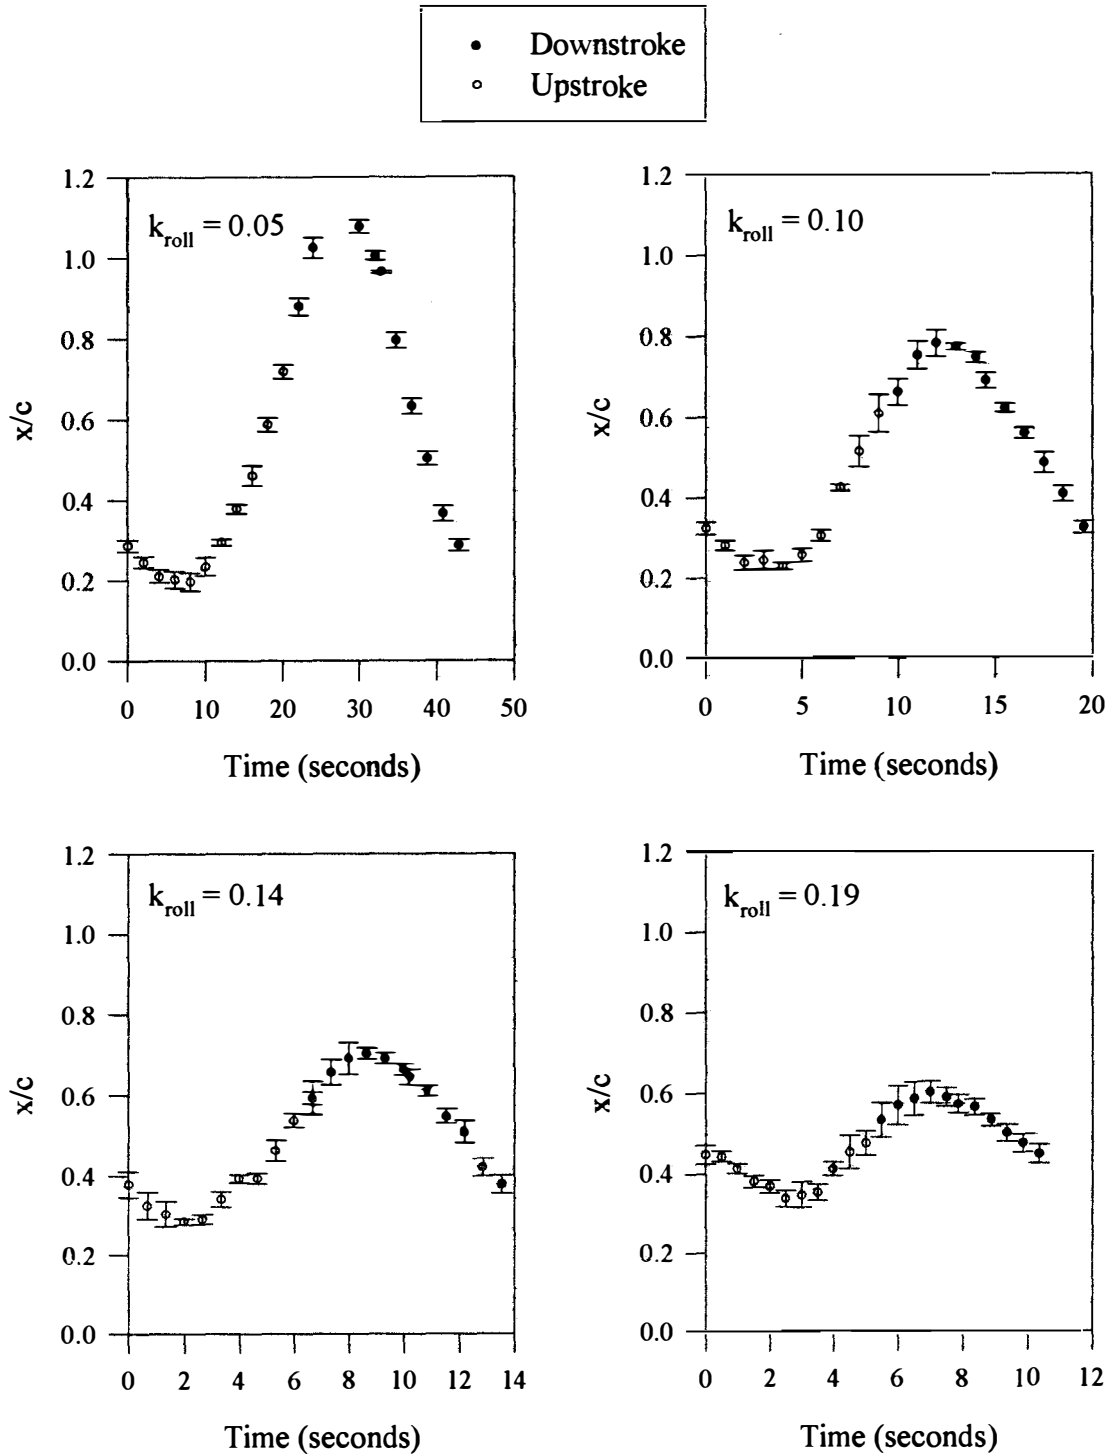 Downstroke
Upstroke
k_roll = 0.05
1.2
1.0
0.8
0.6
0.4
0.2
0.0
x/c
0 10 20 30 40 50
Time (seconds)
k_roll = 0.10
1.2
1.0
0.8
0.6
0.4
0.2
0.0
x/c
0 5 10 15 20
Time (seconds)
k_roll = 0.14
1.2
1.0
0.8
0.6
0.4
0.2
0.0
x/c
0 2 4 6 8 10 12 14
Time (seconds)
k_roll = 0.19
1.2
1.0
0.8
0.6
0.4
0.2
0.0
x/c
0 2 4 6 8 10 12
Time (seconds)